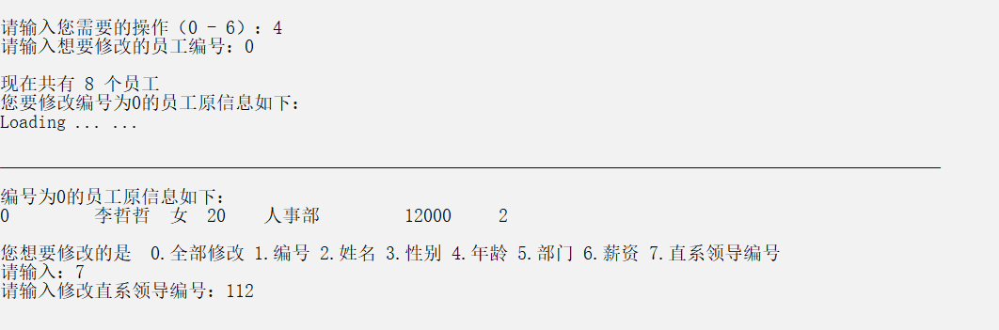 请输入您需要的操作（0 - 6）：4
请输入想要修改的员工编号：0
现在共有 8 个员工
您要修改编号为0的员工原信息如下：
Loading ... ...
编号为0的员工原信息如下：
0 李哲哲 女 20 人事部 12000 2
您想要修改的是 0.全部修改 1.编号 2.姓名 3.性别 4.年龄 5.部门 6.薪资 7.直系领导编号
请输入：7
请输入修改直系领导编号：112